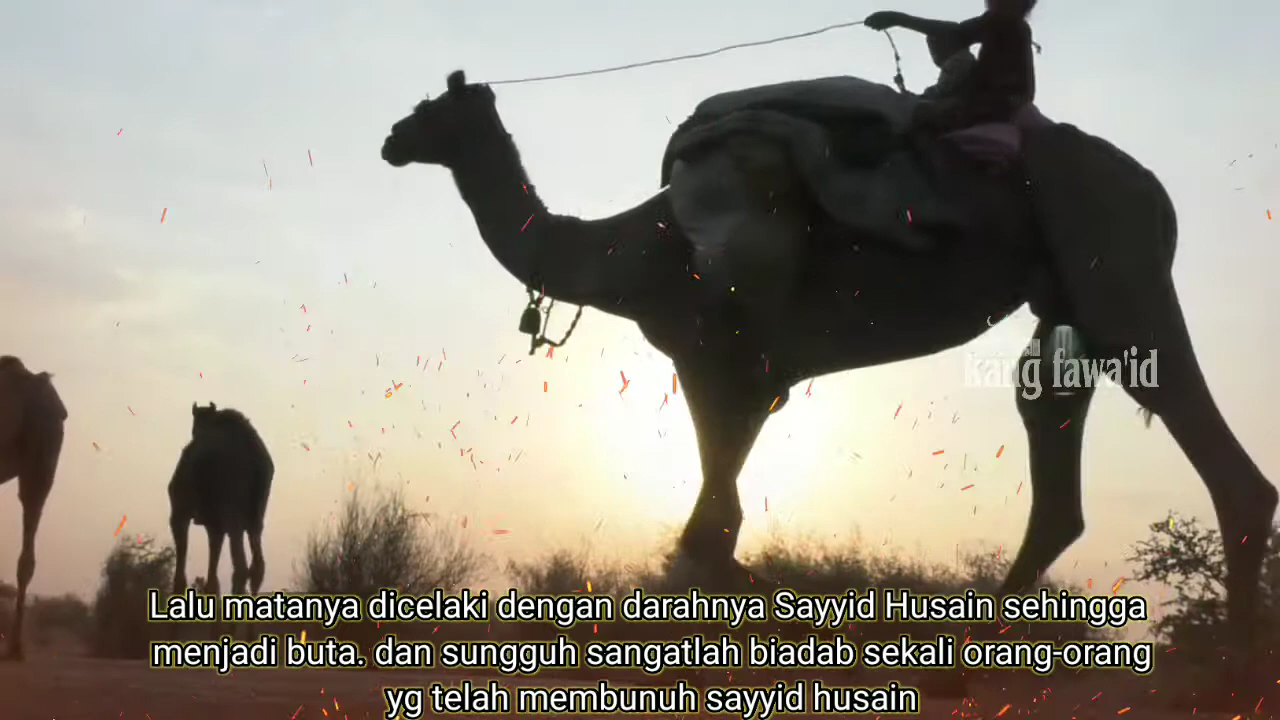 kang fawa'id
Lalu matanya dicelaki dengan darahnya Sayyid Husain sehingga
menjadi buta. dan sungguh sangatlah biadab sekali orang-orang
yg telah membunuh sayyid husain